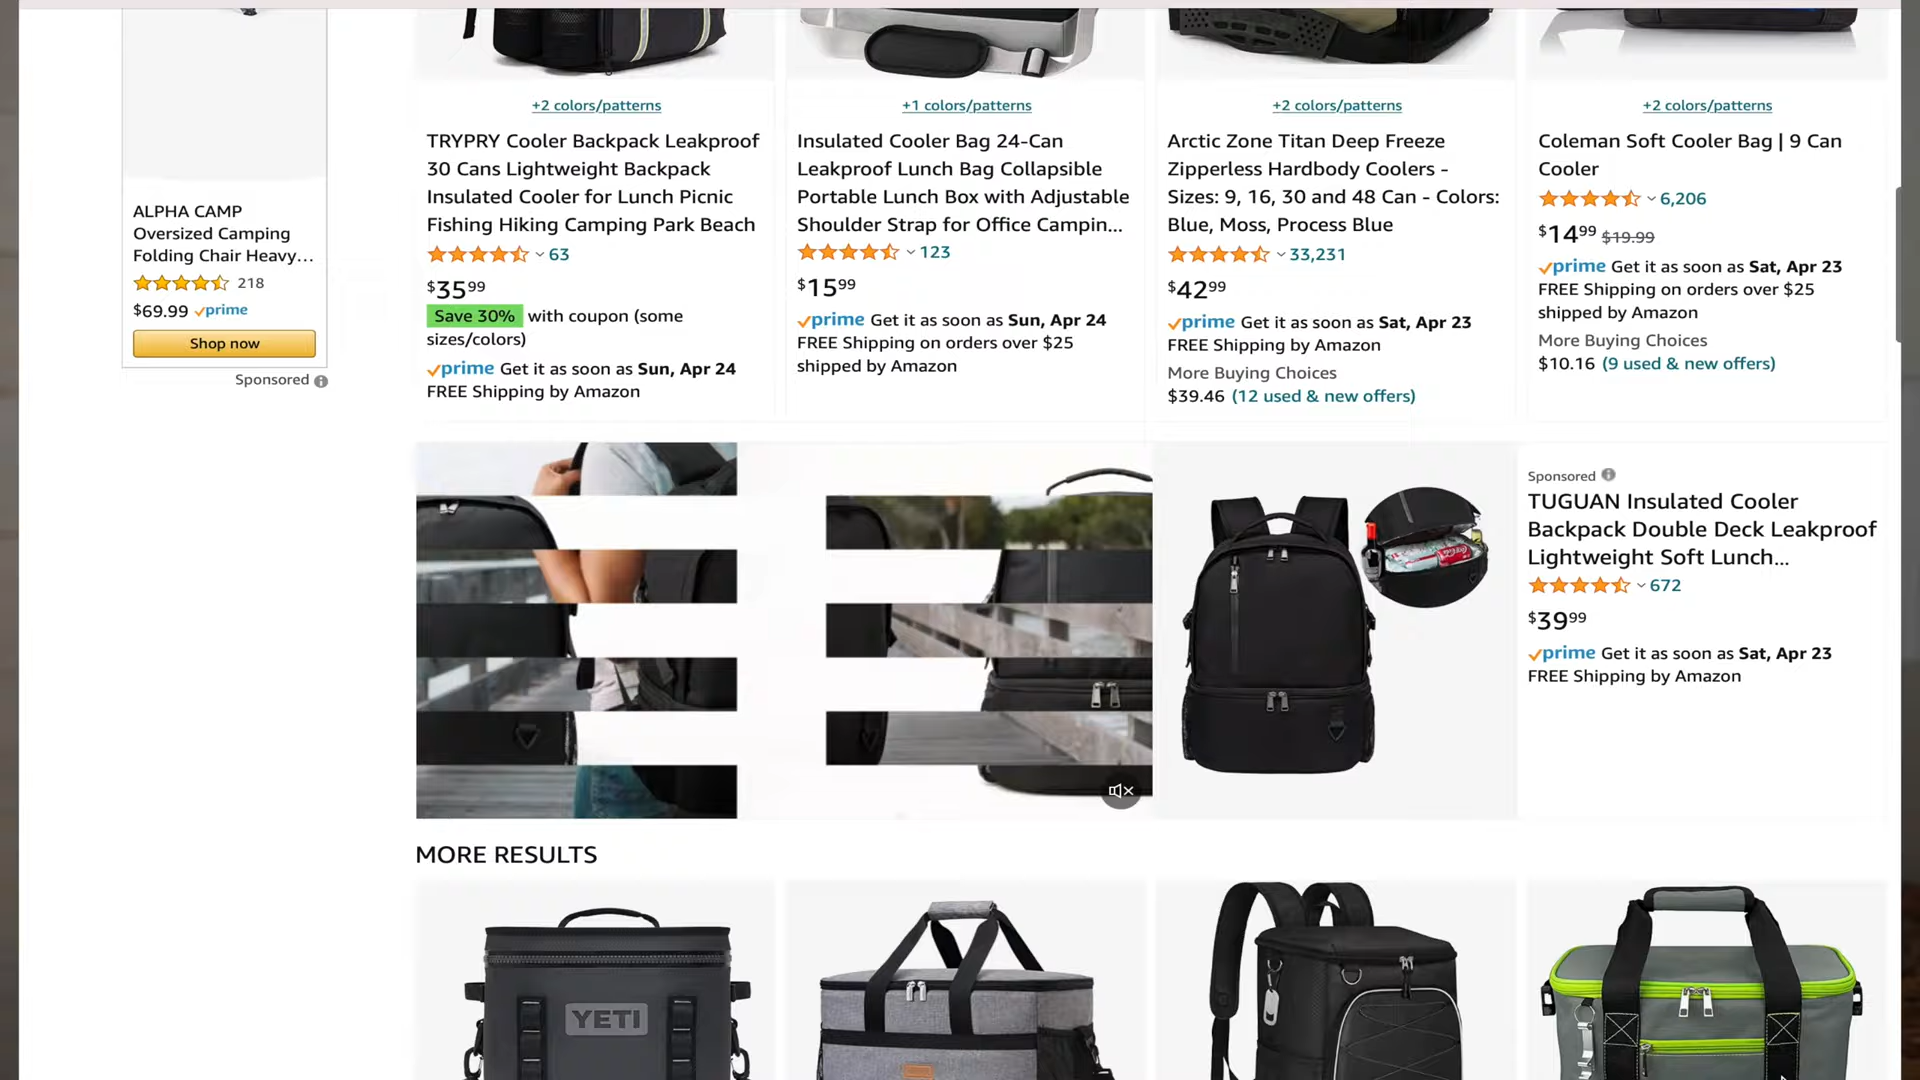 ALPHA CAMP
Oversized Camping
Folding Chair Heavy...
218
$69.99 prime
Shop now
Sponsored
+2 colors/patterns
TRYPRY Cooler Backpack Leakproof
30 Cans Lightweight Backpack
Insulated Cooler for Lunch Picnic
Fishing Hiking Camping Park Beach
63
$35.99
Save 30% with coupon (some
sizes/colors)
prime Get it as soon as Sun, Apr 24
FREE Shipping by Amazon
+1 colors/patterns
Insulated Cooler Bag 24-Can
Leakproof Lunch Bag Collapsible
Portable Lunch Box with Adjustable
Shoulder Strap for Office Campin...
123
$15.99
prime Get it as soon as Sun, Apr 24
FREE Shipping on orders over $25
shipped by Amazon
+2 colors/patterns
Arctic Zone Titan Deep Freeze
Zipperless Hardbody Coolers -
Sizes: 9, 16, 30 and 48 Can - Colors:
Blue, Moss, Process Blue
33,231
$42.99
prime Get it as soon as Sat, Apr 23
FREE Shipping by Amazon
More Buying Choices
$39.46 (12 used & new offers)
+2 colors/patterns
Coleman Soft Cooler Bag | 9 Can
Cooler
6,206
$14.99 $19.99
prime Get it as soon as Sat, Apr 23
FREE Shipping on orders over $25
shipped by Amazon
More Buying Choices
$10.16 (9 used & new offers)
Sponsored
TUGUAN Insulated Cooler
Backpack Double Deck Leakproof
Lightweight Soft Lunch...
672
$39.99
prime Get it as soon as Sat, Apr 23
FREE Shipping by Amazon
MORE RESULTS
YETI